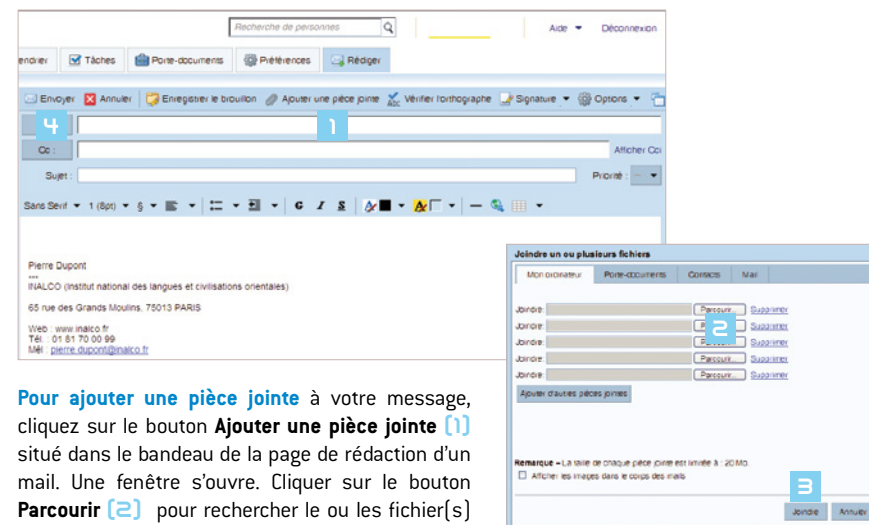 Recherche de personnes
Aide Déconnexion
endrier Tâches Porte-documents Préférences Rédiger
Envoyer Annuler Enregistrer le brouillon Ajouter une pièce jointe Vérifier l'orthographe Signature Options
4 1
Cc : Afficher Cci
Sujet : Priorité :
Sans Serif 1 (8pt) § G I S
Pierre Dupont
---
INALCO (Institut national des langues et civilisations orientales)
65 rue des Grands Moulins, 75013 PARIS
Web : www.inalco.fr
Tél. : 01 81 70 00 99
Mél : pierre.dupont@inalco.fr
Joindre un ou plusieurs fichiers
Mon ordinateur Porte-documents Contacts Mail
Joindre: Parcourir... Supprimer
Joindre: Supprimer
Joindre: 2 Supprimer
Joindre: Parcourir... Supprimer
Joindre: Parcourir... Supprimer
Ajouter d'autres pièces jointes
Remarque – La taille de chaque pièce jointe est limitée à : 20 Mo.
Afficher les images dans le corps des mails
3
Joindre Annuler
Pour ajouter une pièce jointe à votre message,
cliquez sur le bouton Ajouter une pièce jointe (1)
situé dans le bandeau de la page de rédaction d'un
mail. Une fenêtre s'ouvre. Cliquer sur le bouton
Parcourir (2) pour rechercher le ou les fichier(s)